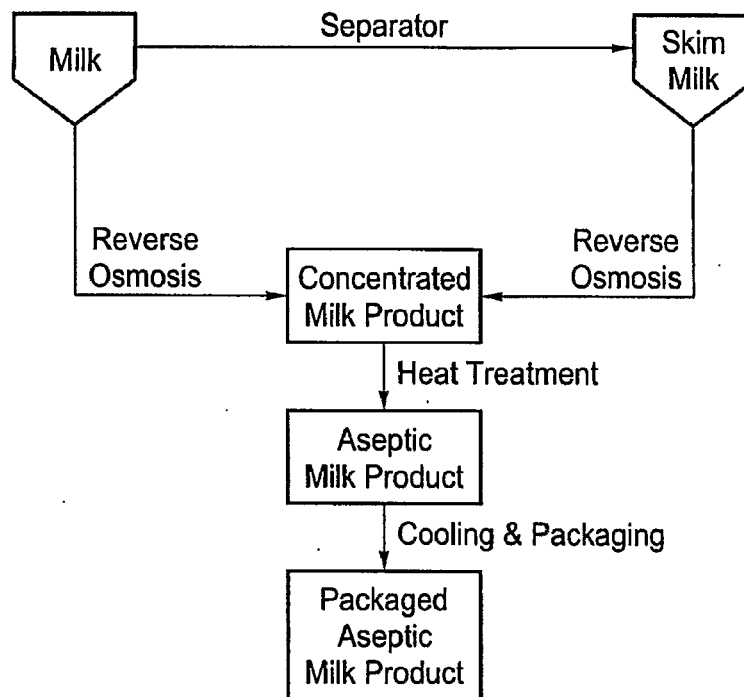 Separator
Milk
Skim
Milk
Reverse
Osmosis
Reverse
Osmosis
Concentrated
Milk Product
Heat Treatment
Aseptic
Milk Product
Cooling & Packaging
Packaged
Aseptic
Milk Product